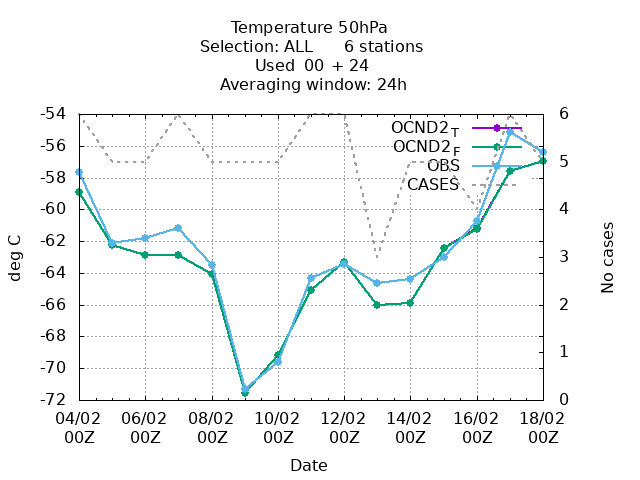 Temperature 50hPa
Selection: ALL 6 stations
Used 00 + 24
Averaging window: 24h
OCND2_T
OCND2_F
OBS
CASES
-54
-56
-58
-60
-62
-64
-66
-68
-70
-72
deg C
6
5
4
3
2
1
0
No cases
04/02 06/02 08/02 10/02 12/02 14/02 16/02 18/02
00Z 00Z 00Z 00Z 00Z 00Z 00Z 00Z
Date